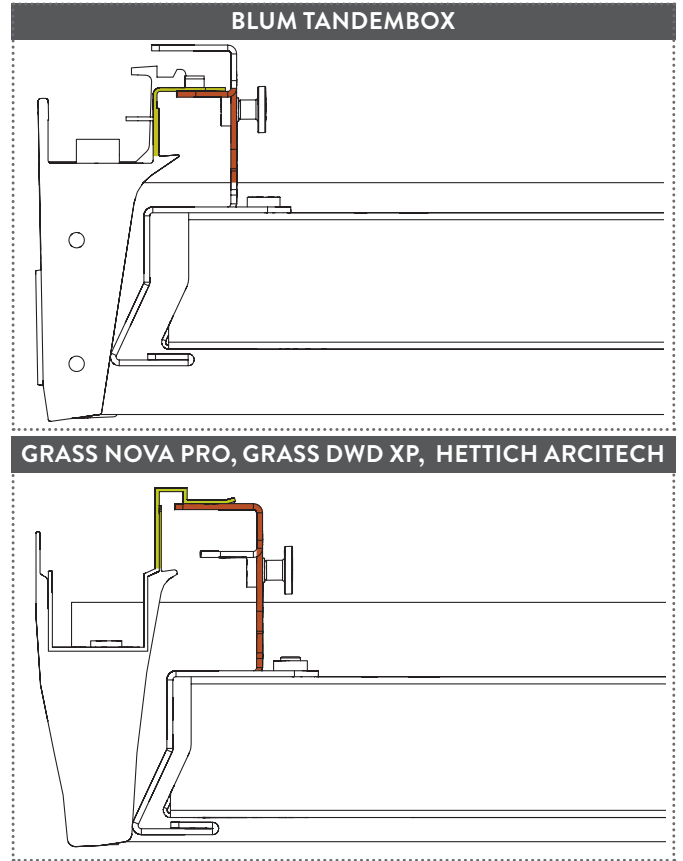 BLUM TANDEMBOX
GRASS NOVA PRO, GRASS DWD XP, HETTICH ARCITECH